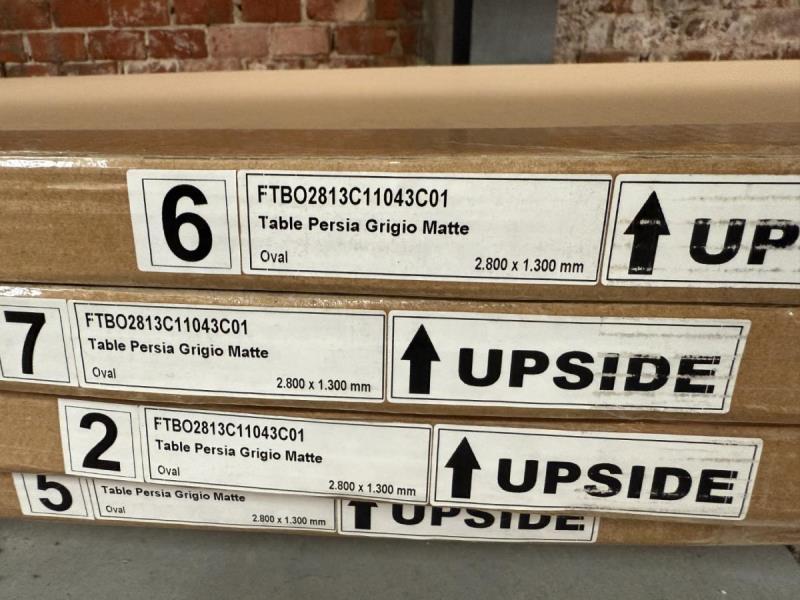 6
FTBO2813C11043C01
Table Persia Grigio Matte
Oval
2.800 x 1.300 mm
UP
7
FTBO2813C11043C01
Table Persia Grigio Matte
Oval
2.800 x 1.300 mm
UPSIDE
2
FTBO2813C11043C01
Table Persia Grigio Matte
Oval
2.800 x 1.300 mm
UPSIDE
5
Table Persia Grigio Matte
Oval
2.800 x 1.300 mm
UPSIDE